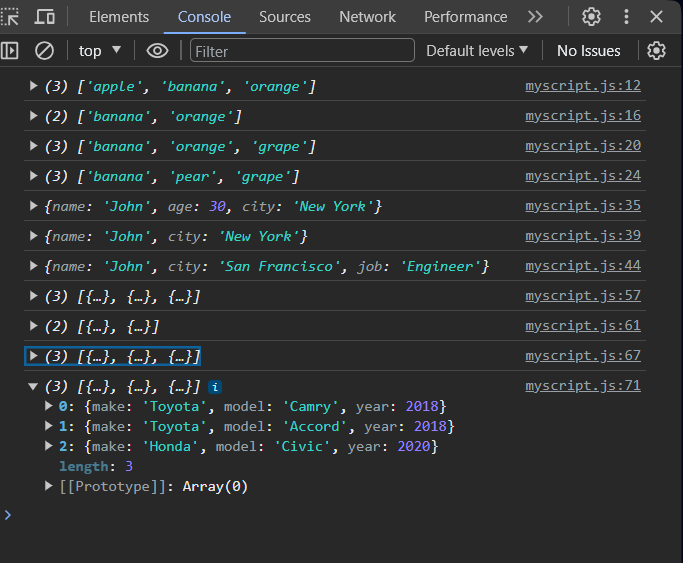 Elements Console Sources Network Performance
top Filter Default levels No Issues
(3) ['apple', 'banana', 'orange'] myscript.js:12
(2) ['banana', 'orange'] myscript.js:16
(3) ['banana', 'orange', 'grape'] myscript.js:20
(3) ['banana', 'pear', 'grape'] myscript.js:24
{name: 'John', age: 30, city: 'New York'} myscript.js:35
{name: 'John', city: 'New York'} myscript.js:39
{name: 'John', city: 'San Francisco', job: 'Engineer'} myscript.js:44
(3) [{…}, {…}, {…}] myscript.js:57
(2) [{…}, {…}] myscript.js:61
(3) [{…}, {…}, {…}] myscript.js:67
(3) [{…}, {…}, {…}] i myscript.js:71
0: {make: 'Toyota', model: 'Camry', year: 2018}
1: {make: 'Toyota', model: 'Accord', year: 2018}
2: {make: 'Honda', model: 'Civic', year: 2020}
length: 3
[[Prototype]]: Array(0)